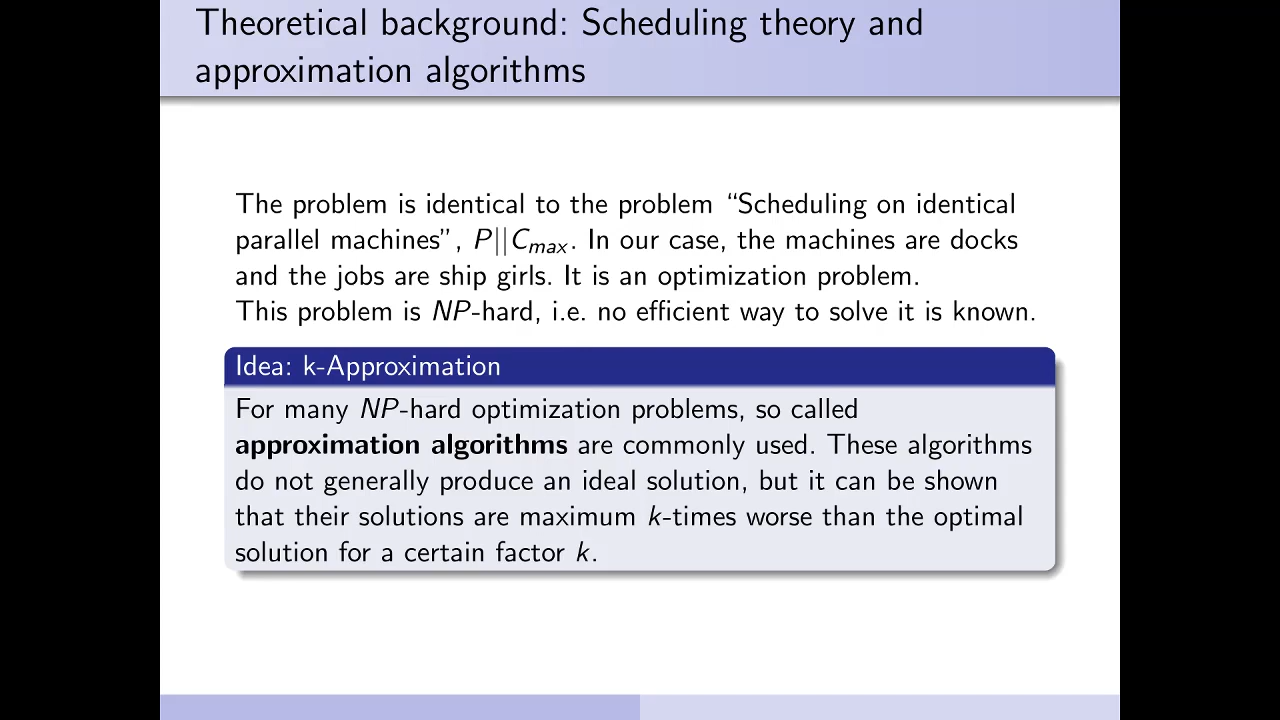 Theoretical background: Scheduling theory and
approximation algorithms
The problem is identical to the problem “Scheduling on identical
parallel machines”, P||Cmax. In our case, the machines are docks
and the jobs are ship girls. It is an optimization problem.
This problem is NP-hard, i.e. no efficient way to solve it is known.
Idea: k-Approximation
For many NP-hard optimization problems, so called
approximation algorithms are commonly used. These algorithms
do not generally produce an ideal solution, but it can be shown
that their solutions are maximum k-times worse than the optimal
solution for a certain factor k.